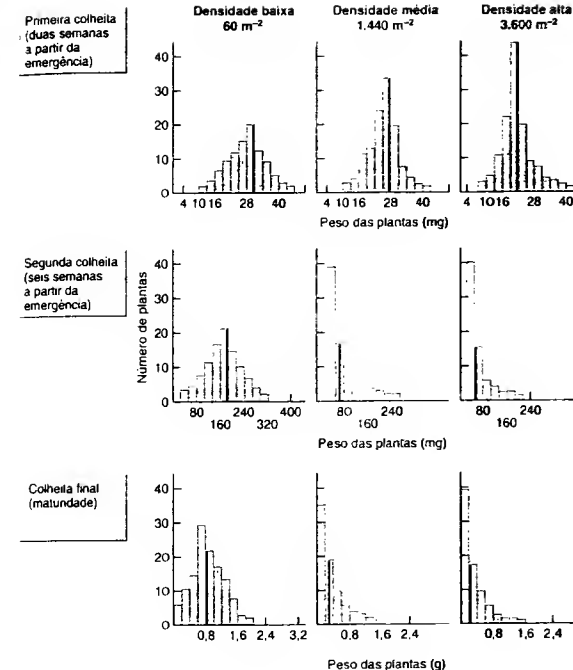 Primeira colheita
(duas semanas
a partir da
emergência)
Densidade baixa
60 m⁻²
Densidade média
1.440 m⁻²
Densidade alta
3.600 m⁻²
40
30
20
10
0
4 10 16 28 40
4 10 16 28 40
4 10 16 28 40
Peso das plantas (mg)
Segunda colheita
(seis semanas
a partir da
emergência)
Número de plantas
40
30
20
10
0
80 240 400
160 320
80 240
160
80 240
160
Peso das plantas (mg)
Colheita final
(maturidade)
40
30
20
10
0
0,8 1,6 2,4 3,2
0,8 1,6 2,4
0,8 1,6 2,4
Peso das plantas (g)